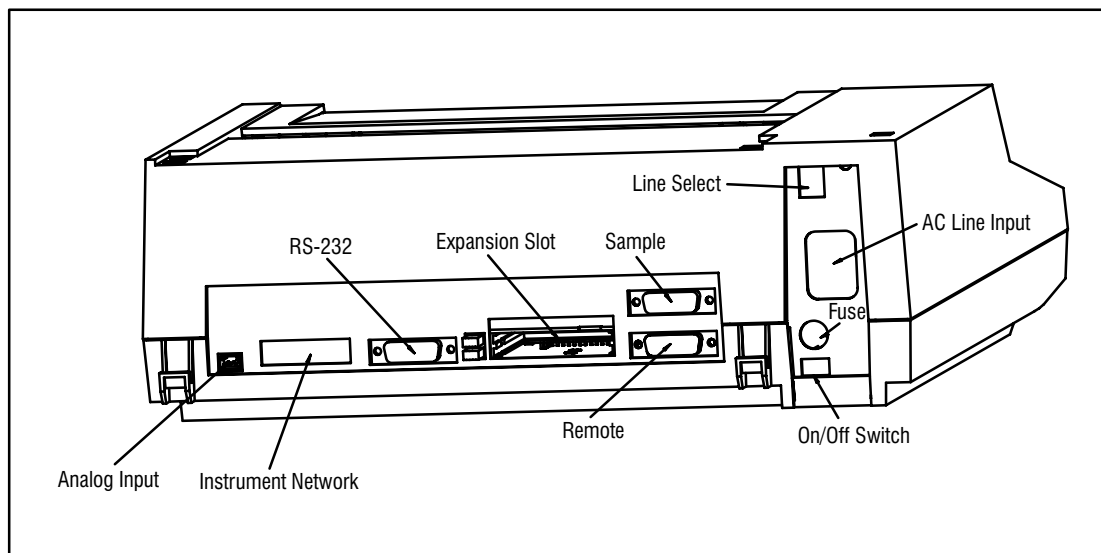 Line Select
AC Line Input
RS-232
Expansion Slot
Sample
Fuse
Remote
On/Off Switch
Analog Input
Instrument Network